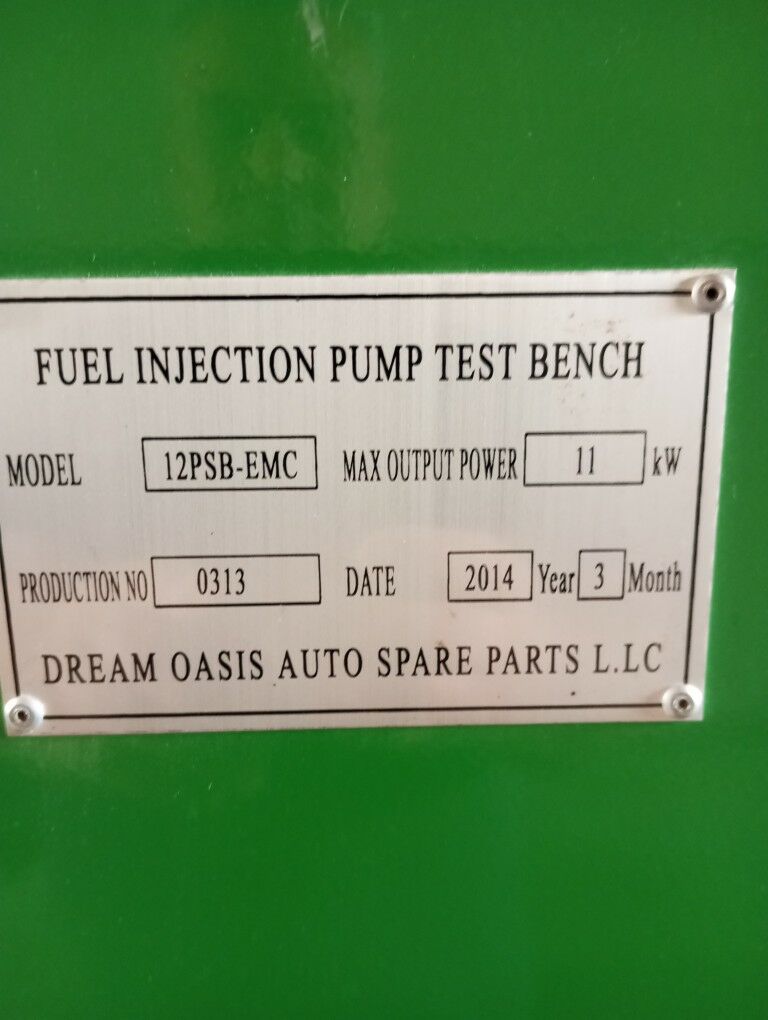 FUEL INJECTION PUMP TEST BENCH
MODEL 12PSB-EMC MAX OUTPUT POWER 11 kW
PRODUCTION NO 0313 DATE 2014 Year 3 Month
DREAM OASIS AUTO SPARE PARTS L.LC